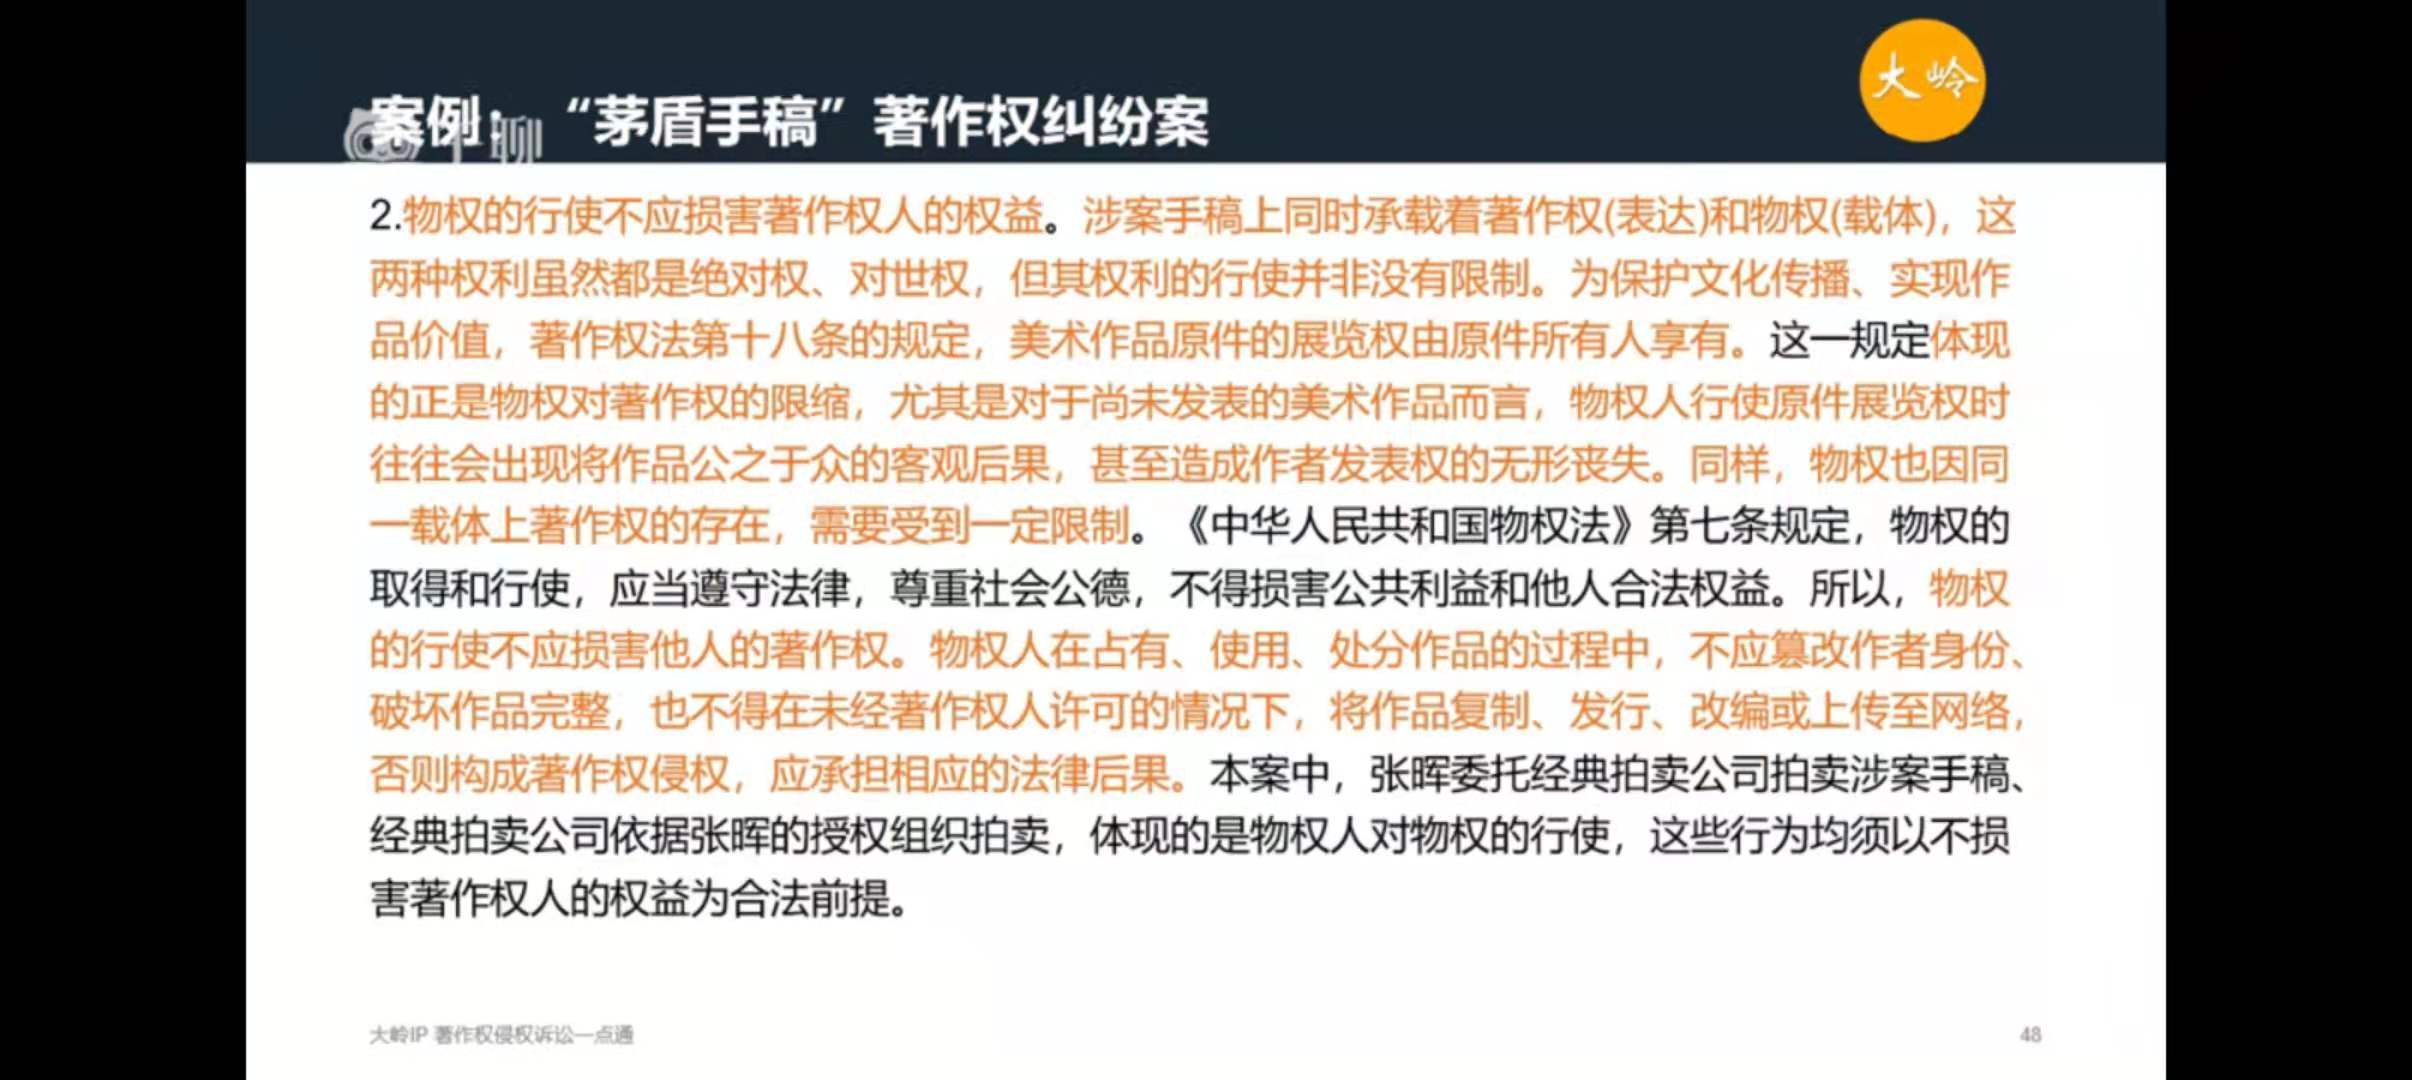 大岭
案例：“茅盾手稿”著作权纠纷案
2.物权的行使不应损害著作权人的权益。涉案手稿上同时承载着著作权(表达)和物权(载体)，这
两种权利虽然都是绝对权、对世权，但其权利的行使并非没有限制。为保护文化传播、实现作
品价值，著作权法第十八条的规定，美术作品原件的展览权由原件所有人享有。这一规定体现
的正是物权对著作权的限缩，尤其是对于尚未发表的美术作品而言，物权人行使原件展览权时
往往会出现将作品公之于众的客观后果，甚至造成作者发表权的无形丧失。同样，物权也因同
一载体上著作权的存在，需要受到一定限制。《中华人民共和国物权法》第七条规定，物权的
取得和行使，应当遵守法律，尊重社会公德，不得损害公共利益和他人合法权益。所以，物权
的行使不应损害他人的著作权。物权人在占有、使用、处分作品的过程中，不应篡改作者身份、
破坏作品完整，也不得在未经著作权人许可的情况下，将作品复制、发行、改编或上传至网络，
否则构成著作权侵权，应承担相应的法律后果。本案中，张晖委托经典拍卖公司拍卖涉案手稿、
经典拍卖公司依据张晖的授权组织拍卖，体现的是物权人对物权的行使，这些行为均须以不损
害著作权人的权益为合法前提。
大岭IP 著作权侵权诉讼一点通
48